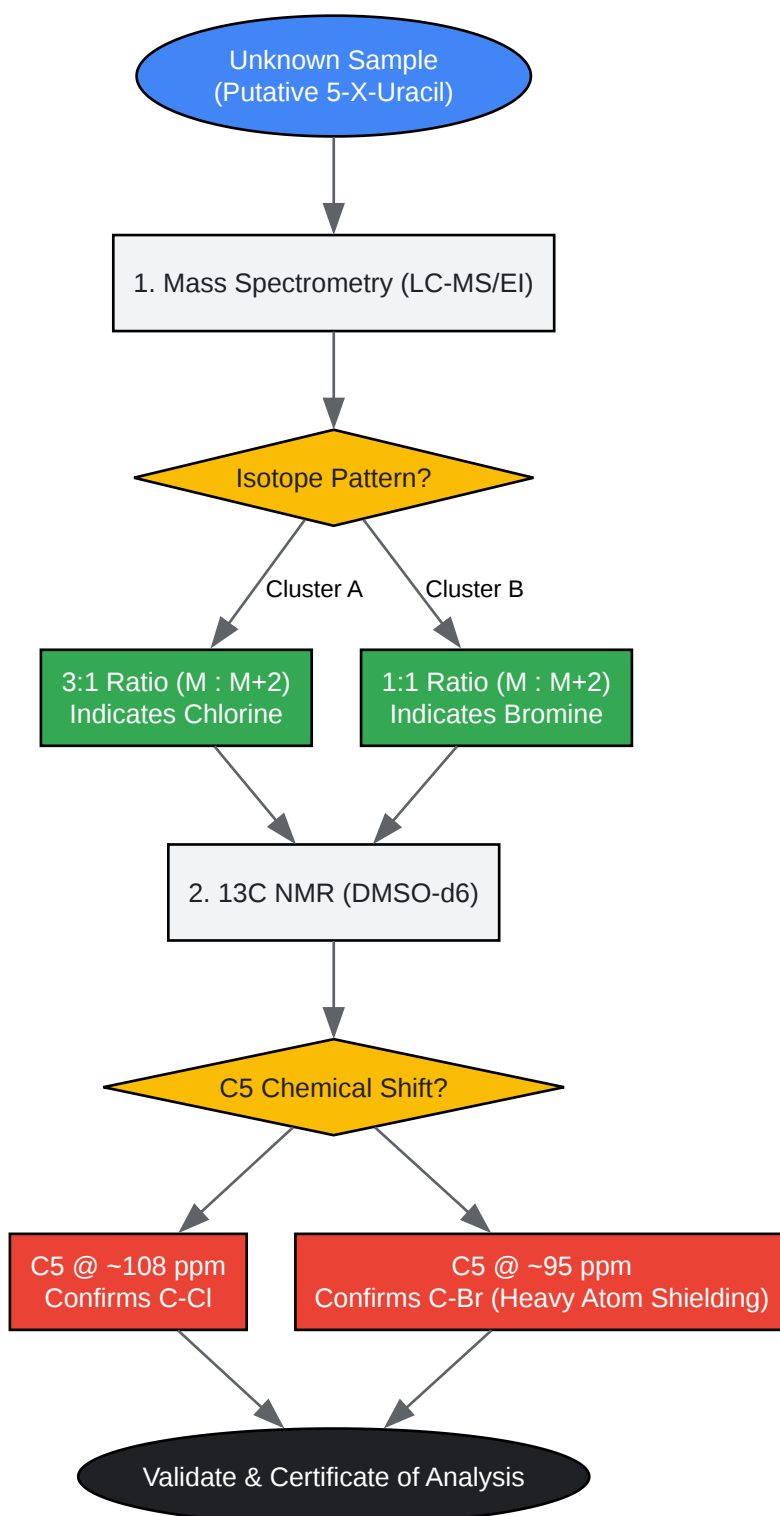 Unknown Sample
(Putative 5-X-Uracil)
1. Mass Spectrometry (LC-MS/EI)
Isotope Pattern?
Cluster A
Cluster B
3:1 Ratio (M : M+2)
Indicates Chlorine
1:1 Ratio (M : M+2)
Indicates Bromine
2. 13C NMR (DMSO-d6)
C5 Chemical Shift?
C5 @ ~108 ppm
Confirms C-Cl
C5 @ ~95 ppm
Confirms C-Br (Heavy Atom Shielding)
Validate & Certificate of Analysis